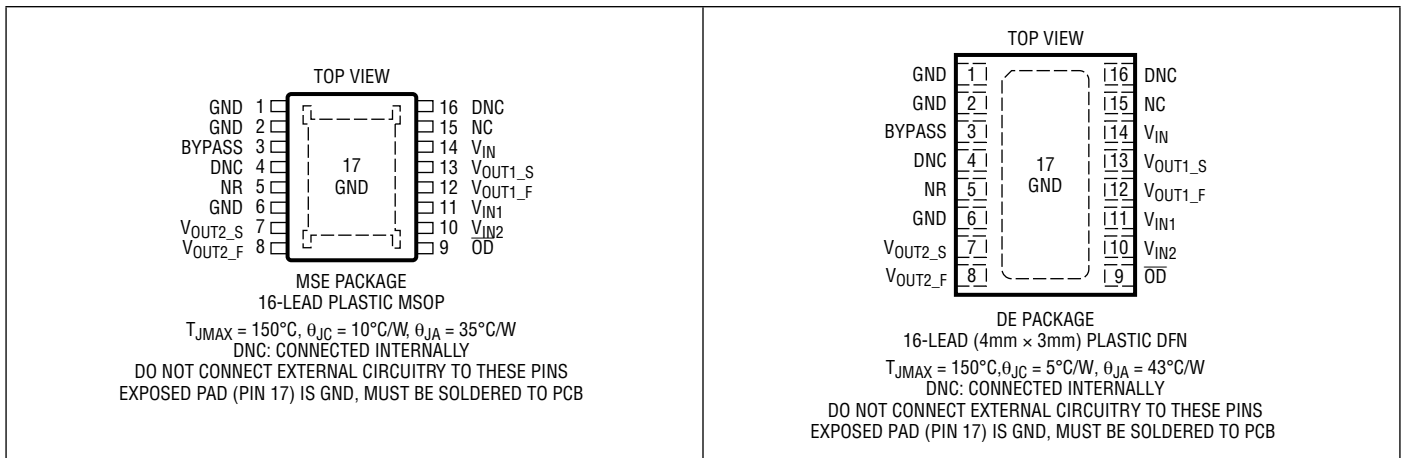 TOP VIEW
GND 1
GND 2
BYPASS 3
DNC 4
NR 5
GND 6
VOUT2_S 7
VOUT2_F 8
17
GND
16 DNC
15 NC
14 VIN
13 VOUT1_S
12 VOUT1_F
11 VIN1
10 VIN2
9 OD
MSE PACKAGE
16-LEAD PLASTIC MSOP
TJMAX = 150°C, θJC = 10°C/W, θJA = 35°C/W
DNC: CONNECTED INTERNALLY
DO NOT CONNECT EXTERNAL CIRCUITRY TO THESE PINS
EXPOSED PAD (PIN 17) IS GND, MUST BE SOLDERED TO PCB
TOP VIEW
GND 1
GND 2
BYPASS 3
DNC 4
NR 5
GND 6
VOUT2_S 7
VOUT2_F 8
17
GND
16 DNC
15 NC
14 VIN
13 VOUT1_S
12 VOUT1_F
11 VIN1
10 VIN2
9 OD
DE PACKAGE
16-LEAD (4mm × 3mm) PLASTIC DFN
TJMAX = 150°C,θJC = 5°C/W, θJA = 43°C/W
DNC: CONNECTED INTERNALLY
DO NOT CONNECT EXTERNAL CIRCUITRY TO THESE PINS
EXPOSED PAD (PIN 17) IS GND, MUST BE SOLDERED TO PCB